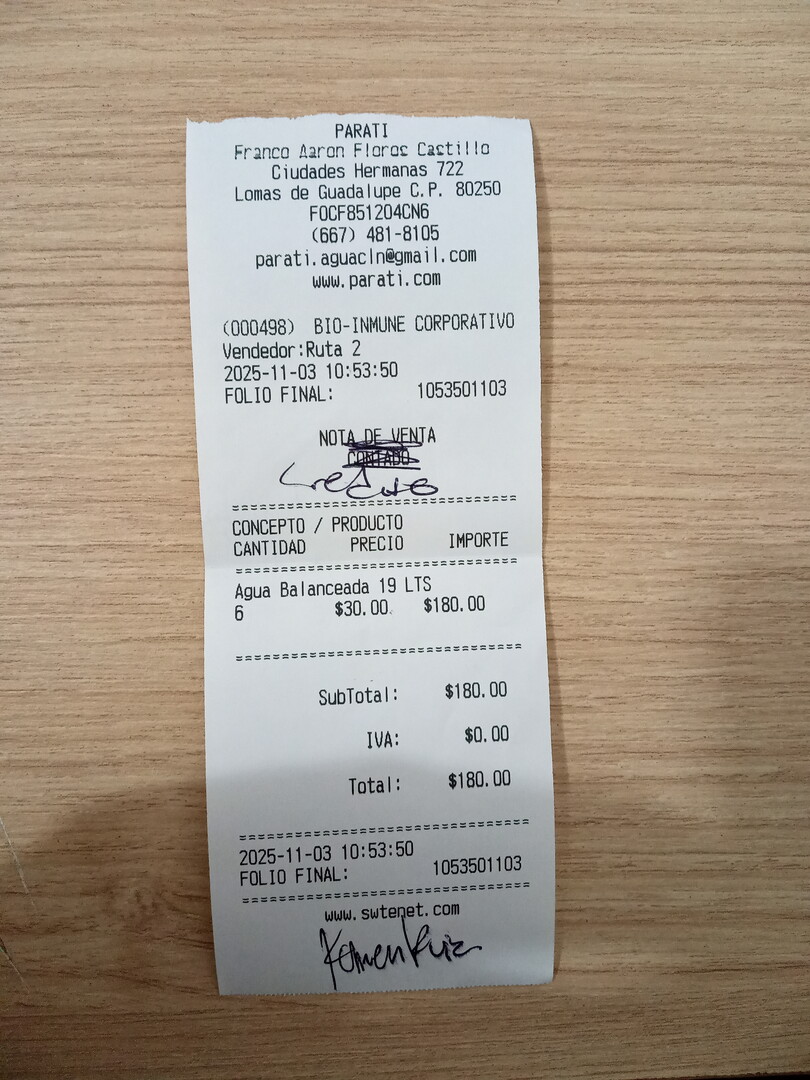 PARATI
Franco Aaron Flores Castillo
Ciudades Hermanas 722
Lomas de Guadalupe C.P. 80250
FOCF851204CN6
(667) 481-8105
parati.aguacln@gmail.com
www.parati.com
(000498) BIO-INMUNE CORPORATIVO
Vendedor:Ruta 2
2025-11-03 10:53:50
FOLIO FINAL: 1053501103
NOTA DE VENTA
CONTADO
Credito
CONCEPTO / PRODUCTO
CANTIDAD PRECIO IMPORTE
Agua Balanceada 19 LTS
6 $30.00 $180.00
SubTotal: $180.00
IVA: $0.00
Total: $180.00
2025-11-03 10:53:50
FOLIO FINAL: 1053501103
www.swtenet.com
Karmen Ruiz